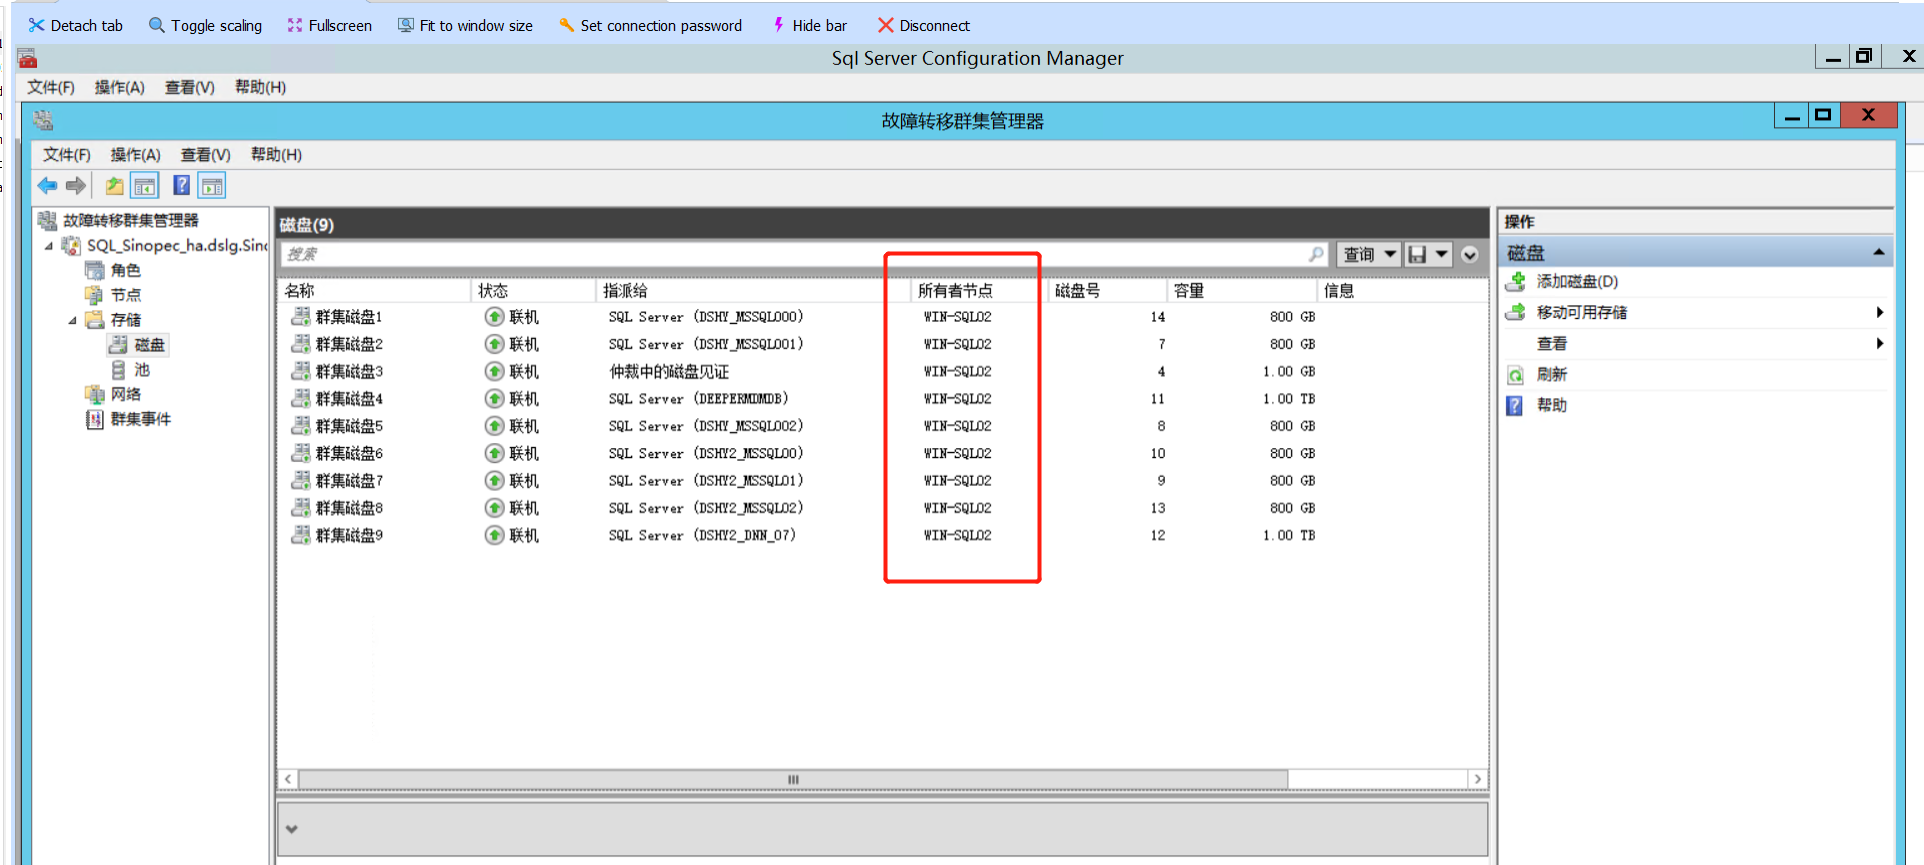 Detach tab Toggle scaling Fullscreen Fit to window size Set connection password Hide bar Disconnect
Sql Server Configuration Manager
文件(F) 操作(A) 查看(V) 帮助(H)
故障转移群集管理器
文件(F) 操作(A) 查看(V) 帮助(H)
故障转移群集管理器
SQL_Sinopec_ha.dslg.Sino
角色
节点
存储
磁盘
池
网络
群集事件
磁盘(9)
搜索 查询
名称 状态 指派给 所有者节点 磁盘号 容量 信息
群集磁盘1 联机 SQL Server (DSHY_MSSQL000) WIN-SQL02 14 800 GB
群集磁盘2 联机 SQL Server (DSHY_MSSQL001) WIN-SQL02 7 800 GB
群集磁盘3 联机 仲裁中的磁盘见证 WIN-SQL02 4 1.00 GB
群集磁盘4 联机 SQL Server (DEEPERMDMDB) WIN-SQL02 11 1.00 TB
群集磁盘5 联机 SQL Server (DSHY_MSSQL002) WIN-SQL02 8 800 GB
群集磁盘6 联机 SQL Server (DSHY2_MSSQL00) WIN-SQL02 10 800 GB
群集磁盘7 联机 SQL Server (DSHY2_MSSQL01) WIN-SQL02 9 800 GB
群集磁盘8 联机 SQL Server (DSHY2_MSSQL02) WIN-SQL02 13 800 GB
群集磁盘9 联机 SQL Server (DSHY2_DNN_07) WIN-SQL02 12 1.00 TB
操作
磁盘
添加磁盘(D)
移动可用存储
查看
刷新
帮助